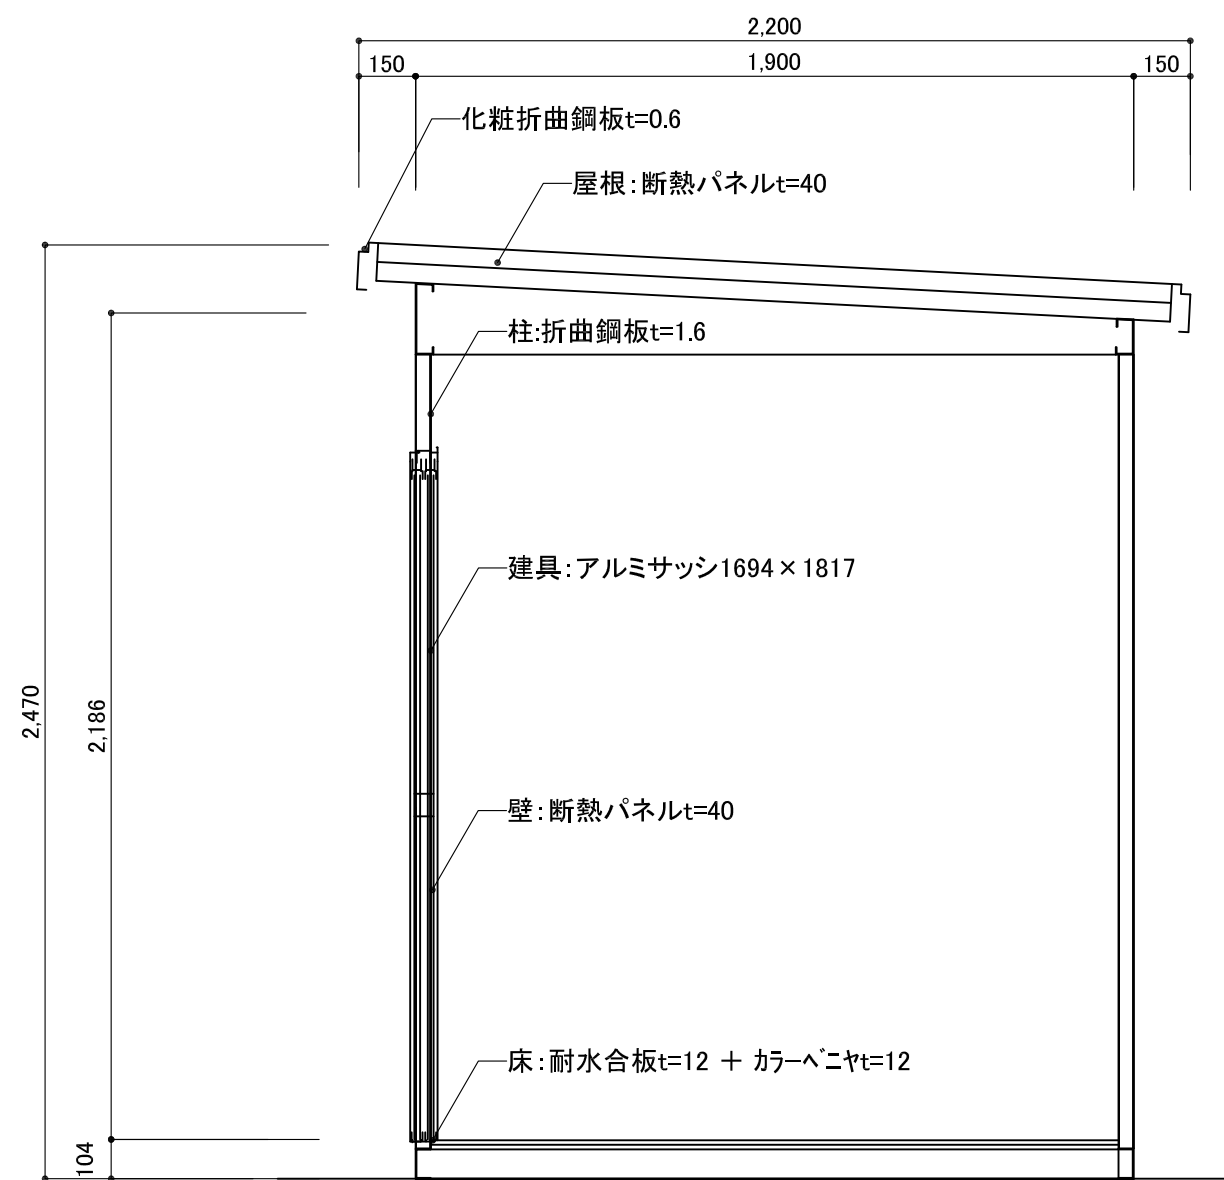 2,200
150
1,900
150
化粧折曲鋼板t=0.6
屋根:断熱パネルt=40
柱:折曲鋼板t=1.6
建具:アルミサッシ1694×1817
2,470
2,186
壁:断熱パネルt=40
床:耐水合板t=12 + カラーベニヤt=12
104